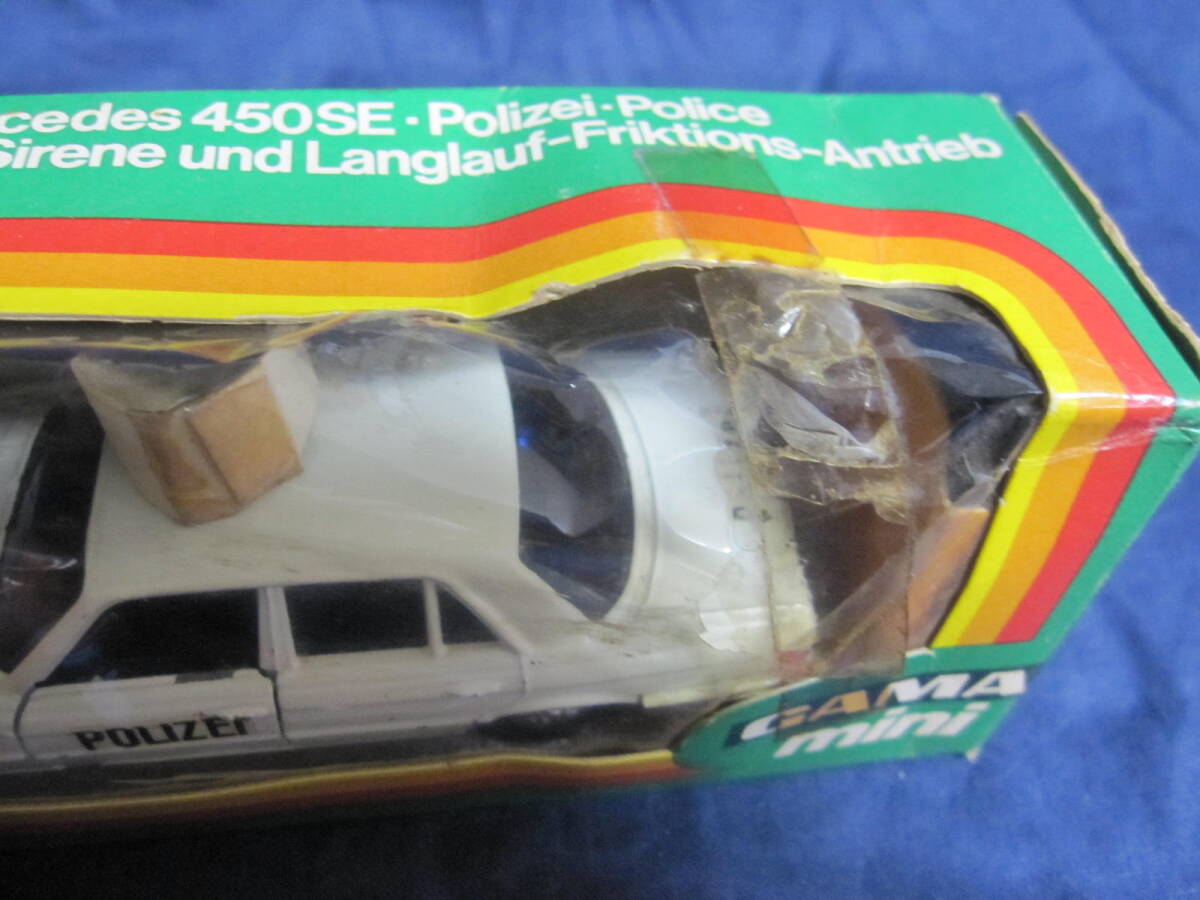 cedes 450SE · Polizei · Police
Sirene und Langlauf-Friktions-Antrieb
POLIZEI
GAMA
mini